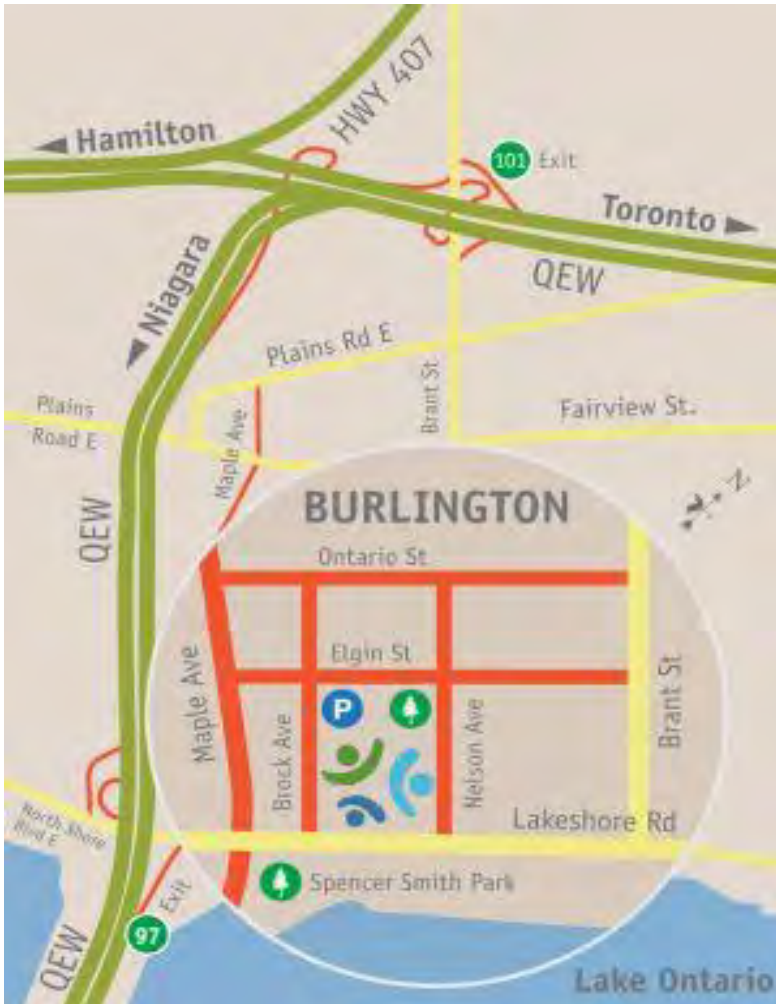 HWY 407
Hamilton
101 Exit
Toronto
QEW
Niagara
Plains Rd E
Brant St
Fairview St.
Plains
Road E
Maple Ave
QEW
N
BURLINGTON
Ontario St
Elgin St
Maple Ave
P
Brock Ave
Nelson Ave
Brant St
Lakeshore Rd
North Shore
Blvd E
Spencer Smith Park
Exit
97
QEW
Lake Ontario